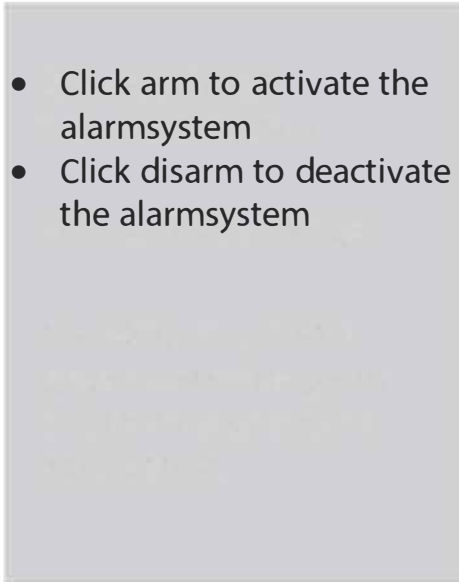 • Click arm to activate the
alarmsystem
• Click disarm to deactivate
the alarmsystem